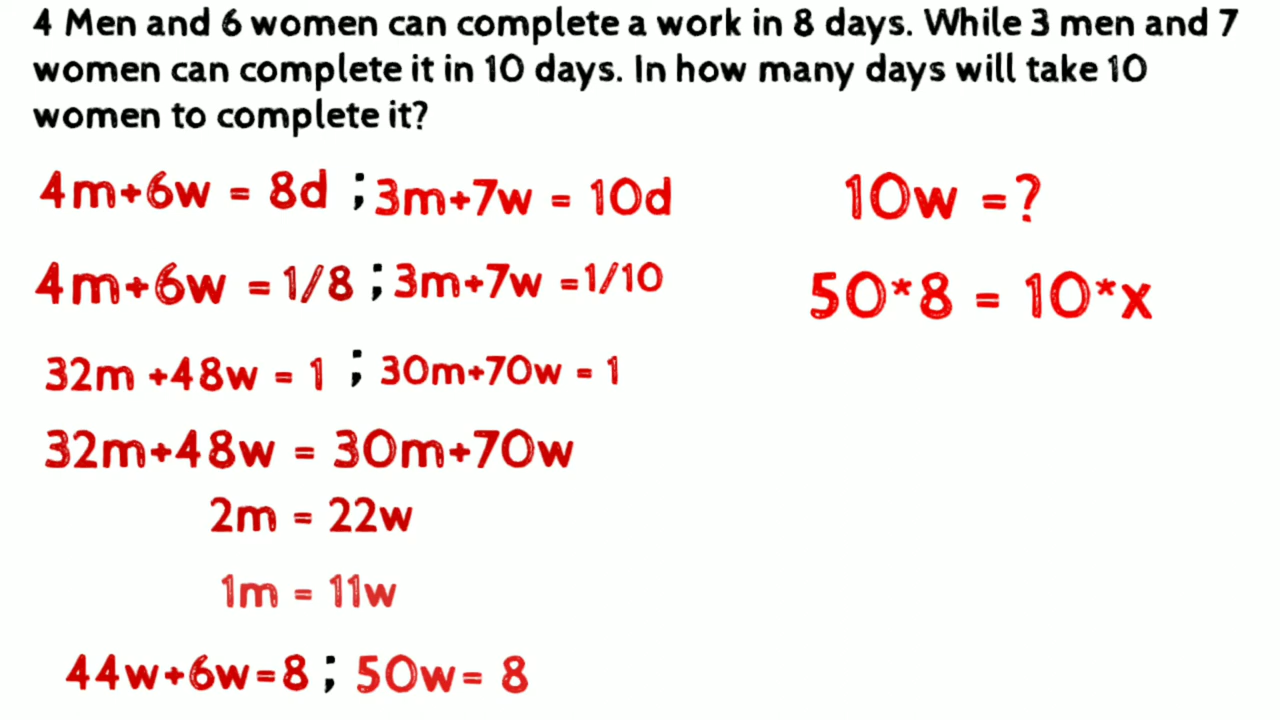 4 Men and 6 women can complete a work in 8 days. While 3 men and 7
women can complete it in 10 days. In how many days will take 10
women to complete it?
4m+6w = 8d ; 3m+7w = 10d
10w =?
4m+6w = 1/8 ; 3m+7w =1/10
50*8 = 10*x
32m +48w = 1 ; 30m+70w = 1
32m+48w = 30m+70w
2m = 22w
1m = 11w
44w+6w=8 ; 50w= 8